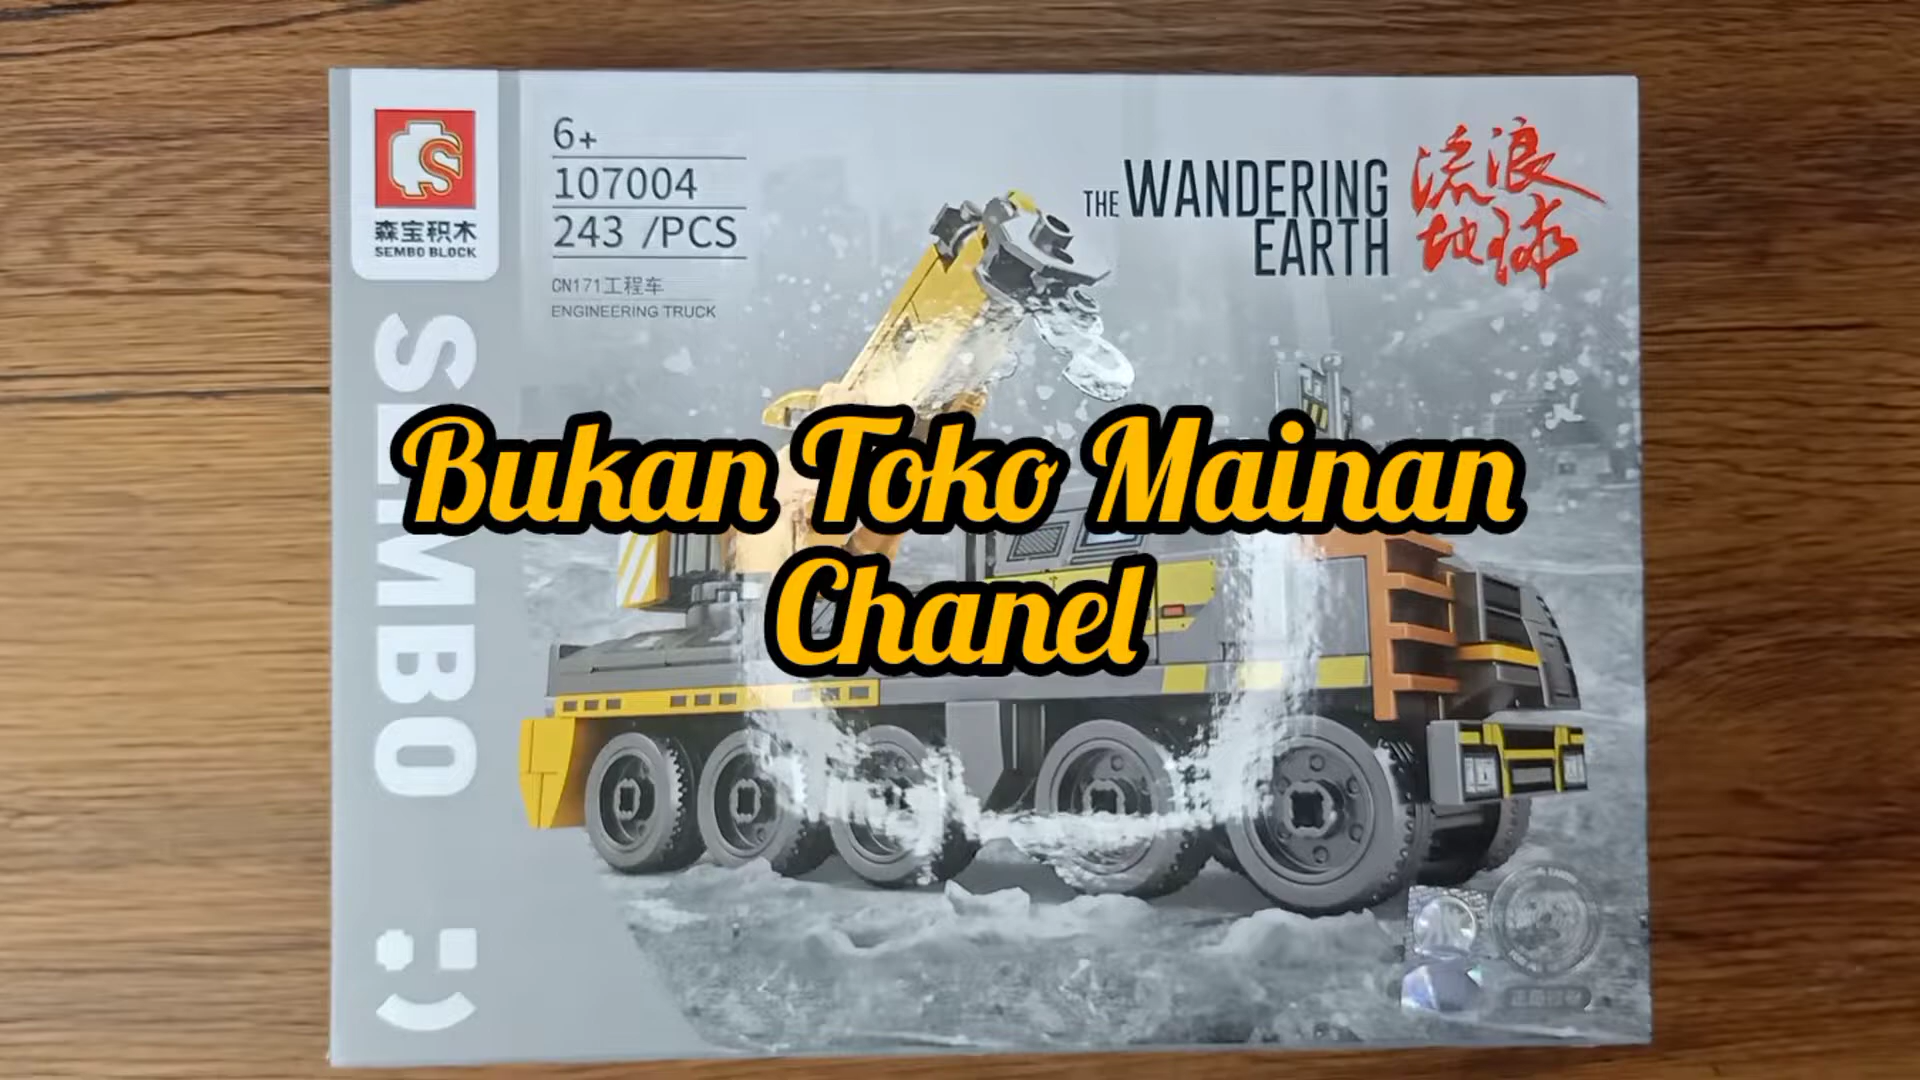 森宝积木
SEMBO BLOCK
SEMBO
6+
107004
243 /PCS
CN171工程车
ENGINEERING TRUCK
THE WANDERING
EARTH
流浪
地球
Bukan Toko Mainan
Chanel